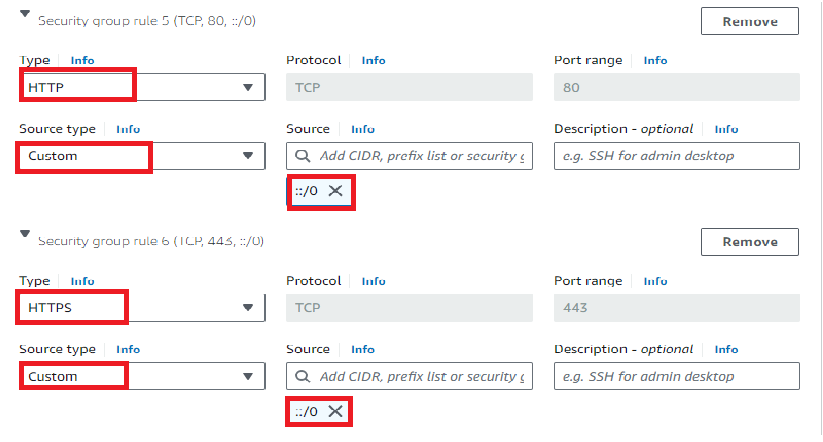 Security group rule 5 (TCP, 80, ::/0)
Remove
Type Info
Protocol Info
Port range Info
HTTP
TCP
80
Source type Info
Source Info
Description - optional Info
Custom
Add CIDR, prefix list or security g
e.g. SSH for admin desktop
::/0
Security group rule 6 (TCP, 443, ::/0)
Remove
Type Info
Protocol Info
Port range Info
HTTPS
TCP
443
Source type Info
Source Info
Description - optional Info
Custom
Add CIDR, prefix list or security g
e.g. SSH for admin desktop
::/0